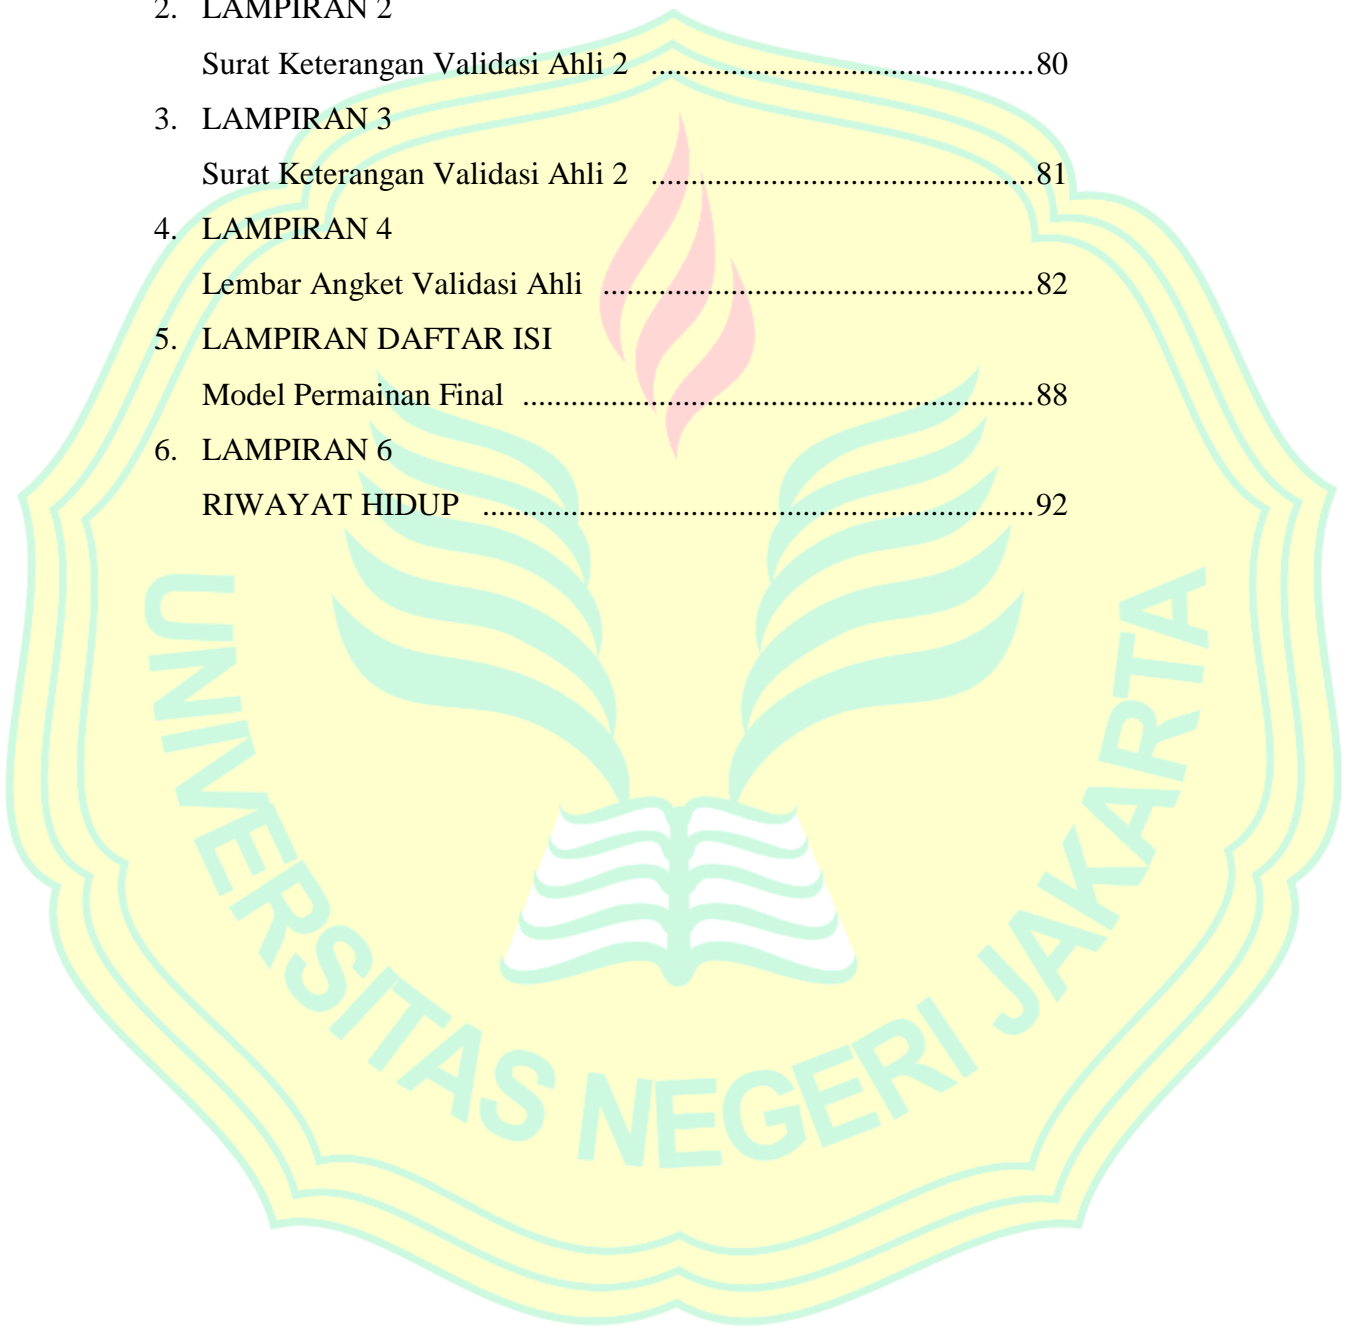 2. LAMPIRAN 2
Surat Keterangan Validasi Ahli 2 ................................................80
3. LAMPIRAN 3
Surat Keterangan Validasi Ahli 2 ................................................81
4. LAMPIRAN 4
Lembar Angket Validasi Ahli ......................................................82
5. LAMPIRAN DAFTAR ISI
Model Permainan Final ................................................................88
6. LAMPIRAN 6
RIWAYAT HIDUP .....................................................................92
UNIVERSITAS NEGERI JAKARTA